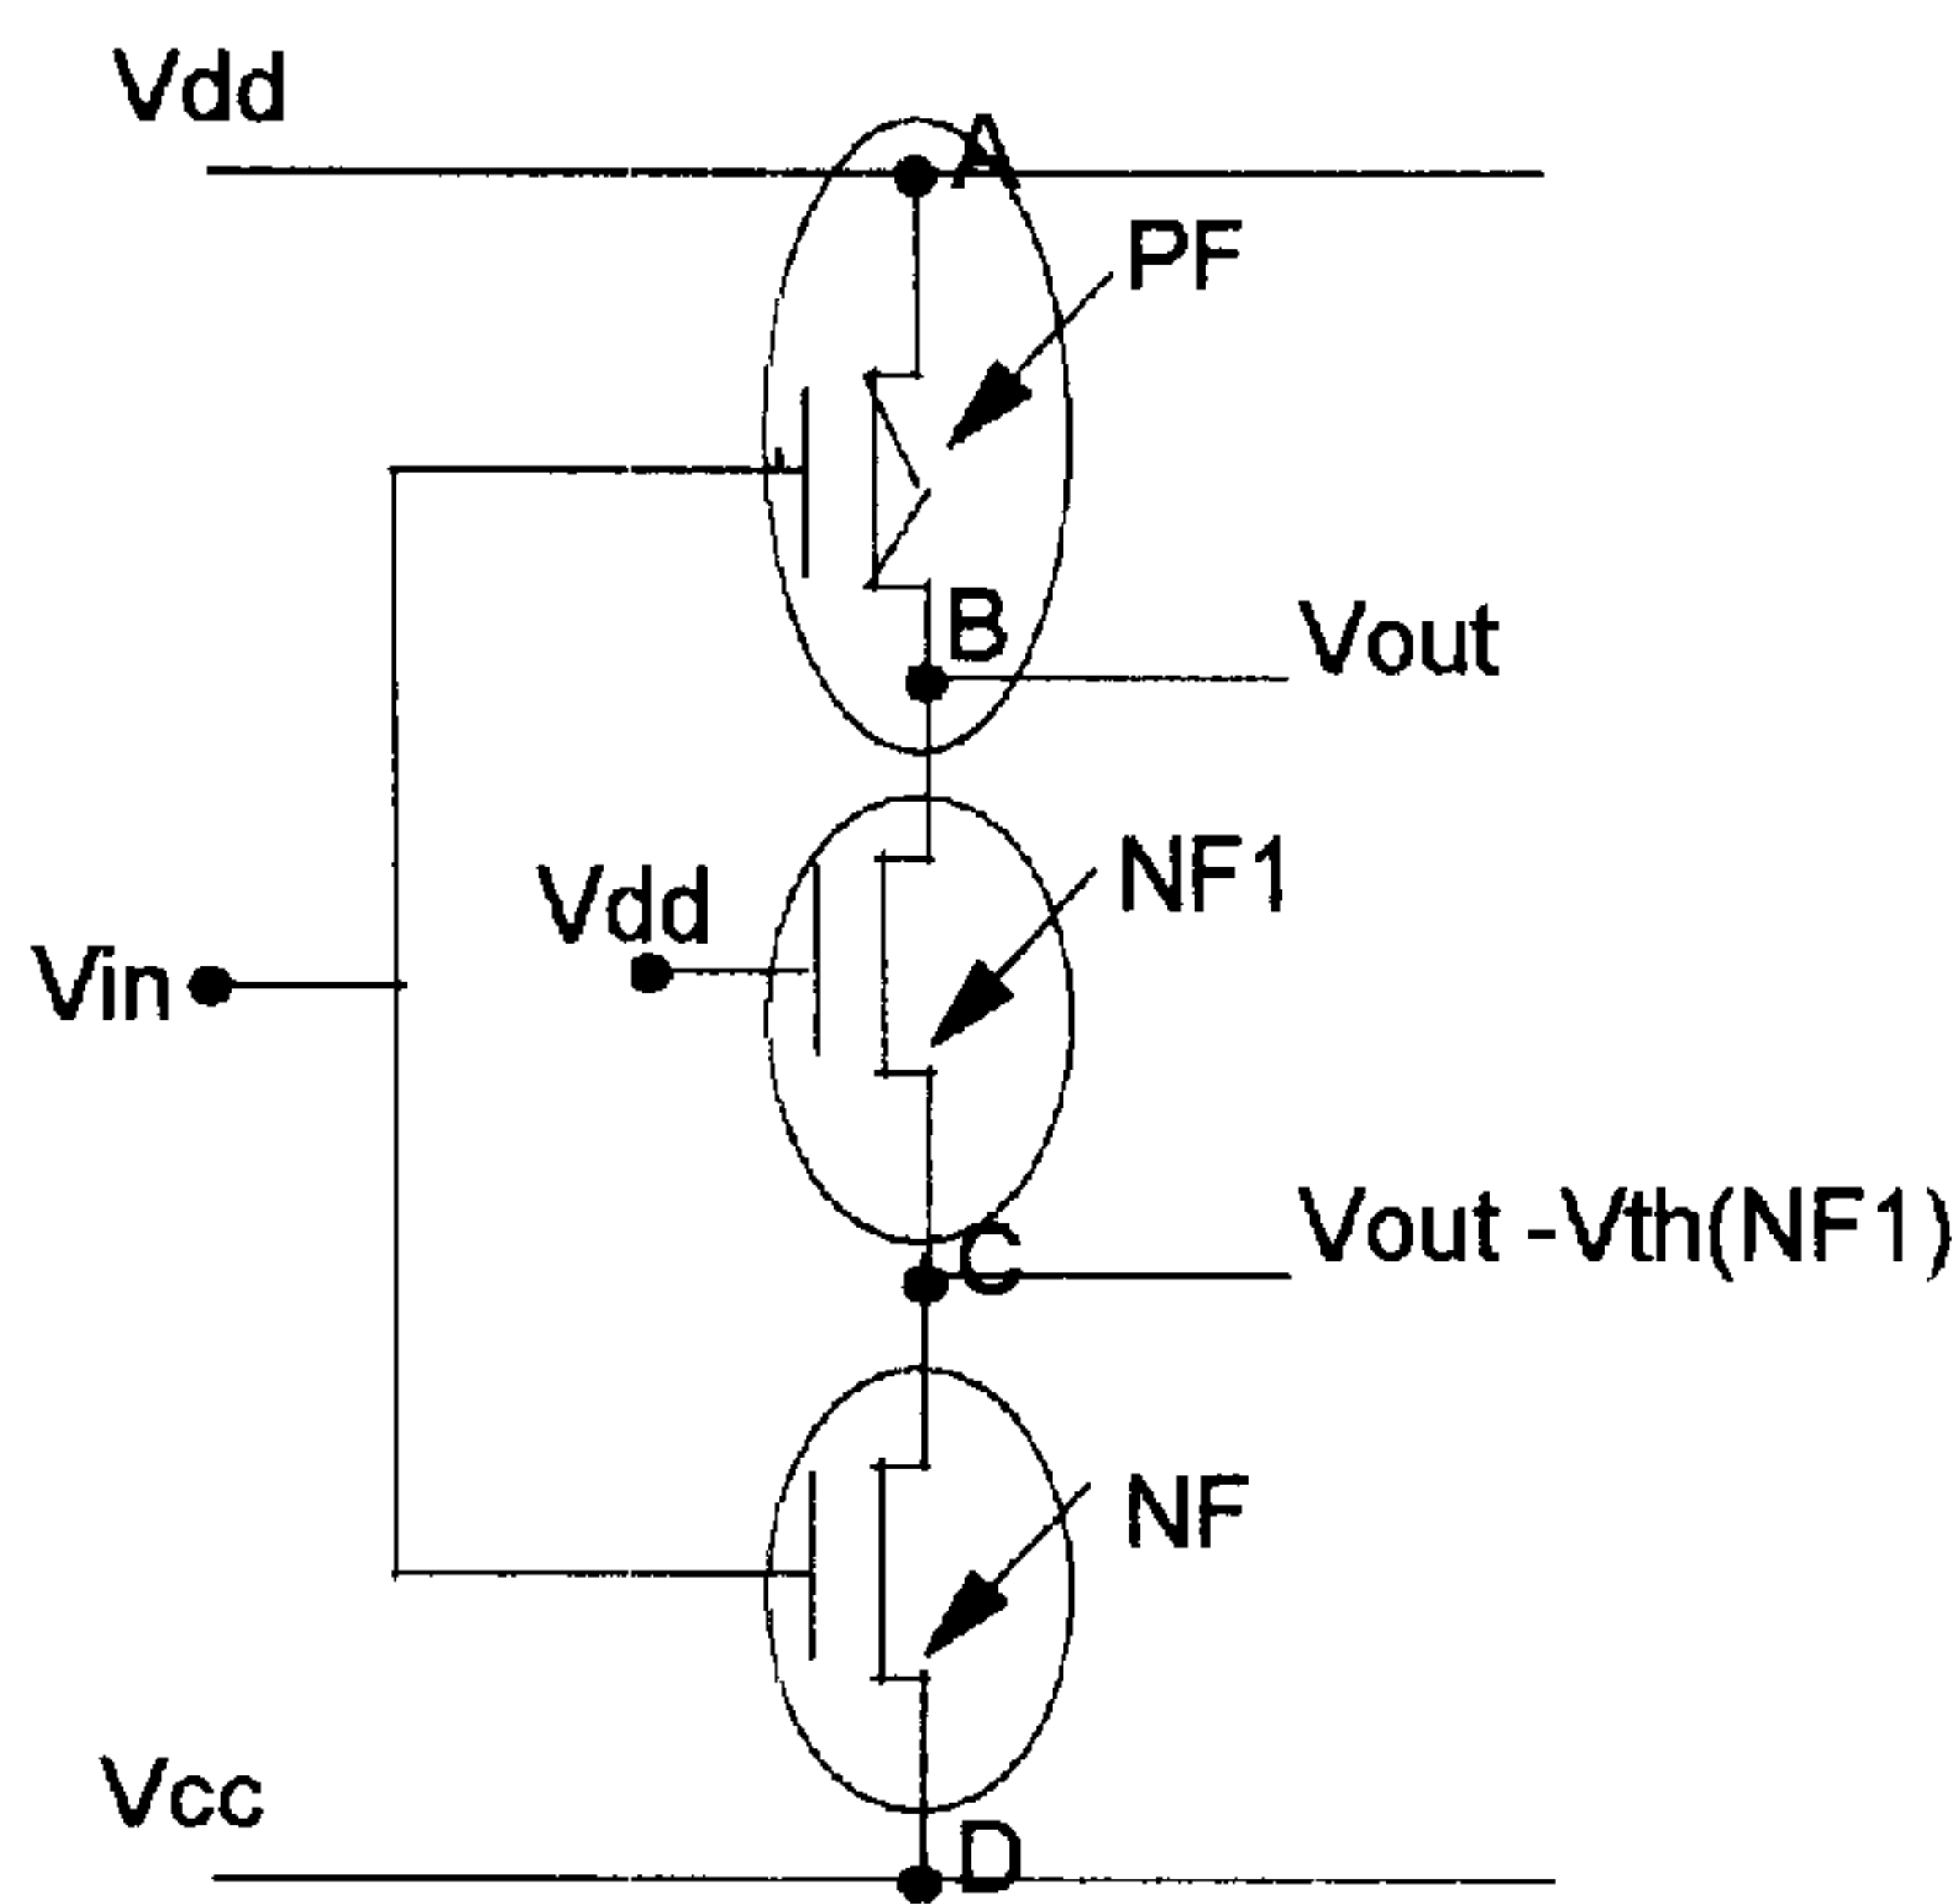 Vdd
A
PF
B
Vout
NF1
Vdd
Vin
C
Vout -Vth(NF1)
NF
Vcc
D